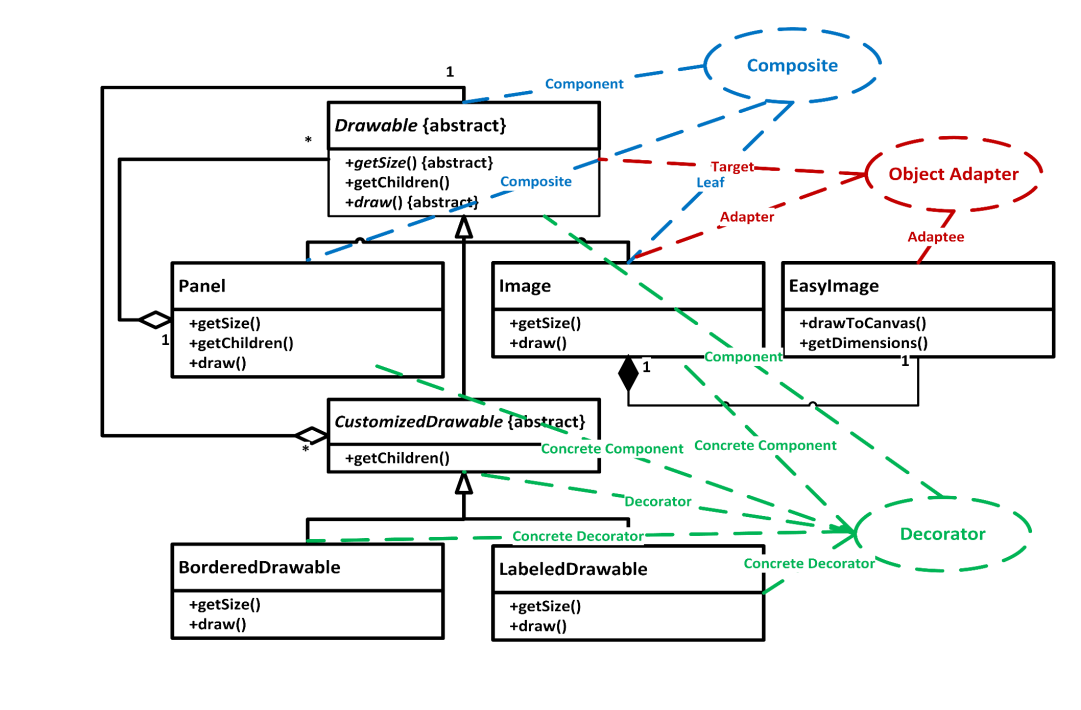 Composite
1
Component
Drawable {abstract}
*
+getSize() {abstract}
+getChildren()
+draw() {abstract}
Composite
Target
Leaf
Object Adapter
Adapter
Adaptee
Panel
+getSize()
+getChildren()
+draw()
1
Image
+getSize()
+draw()
1
EasyImage
+drawToCanvas()
+getDimensions()
1
Component
CustomizedDrawable {abstract}
+getChildren()
*
Concrete Component
Concrete Component
Decorator
Decorator
Concrete Decorator
Concrete Decorator
BorderedDrawable
+getSize()
+draw()
LabeledDrawable
+getSize()
+draw()